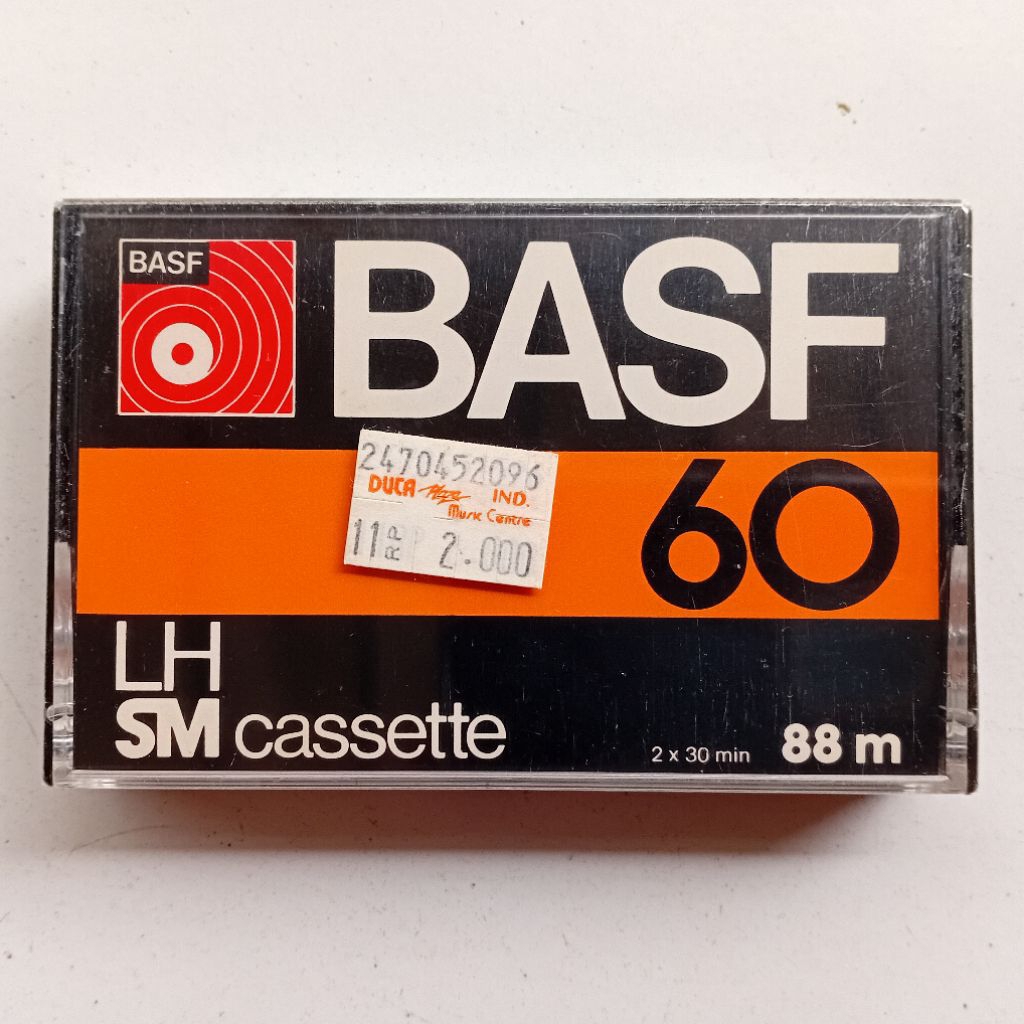 BASF
BASF
2470452096
DUCA IND.
Music Centre
11 RP 2.000
60
LH
SM cassette
2 x 30 min 88 m